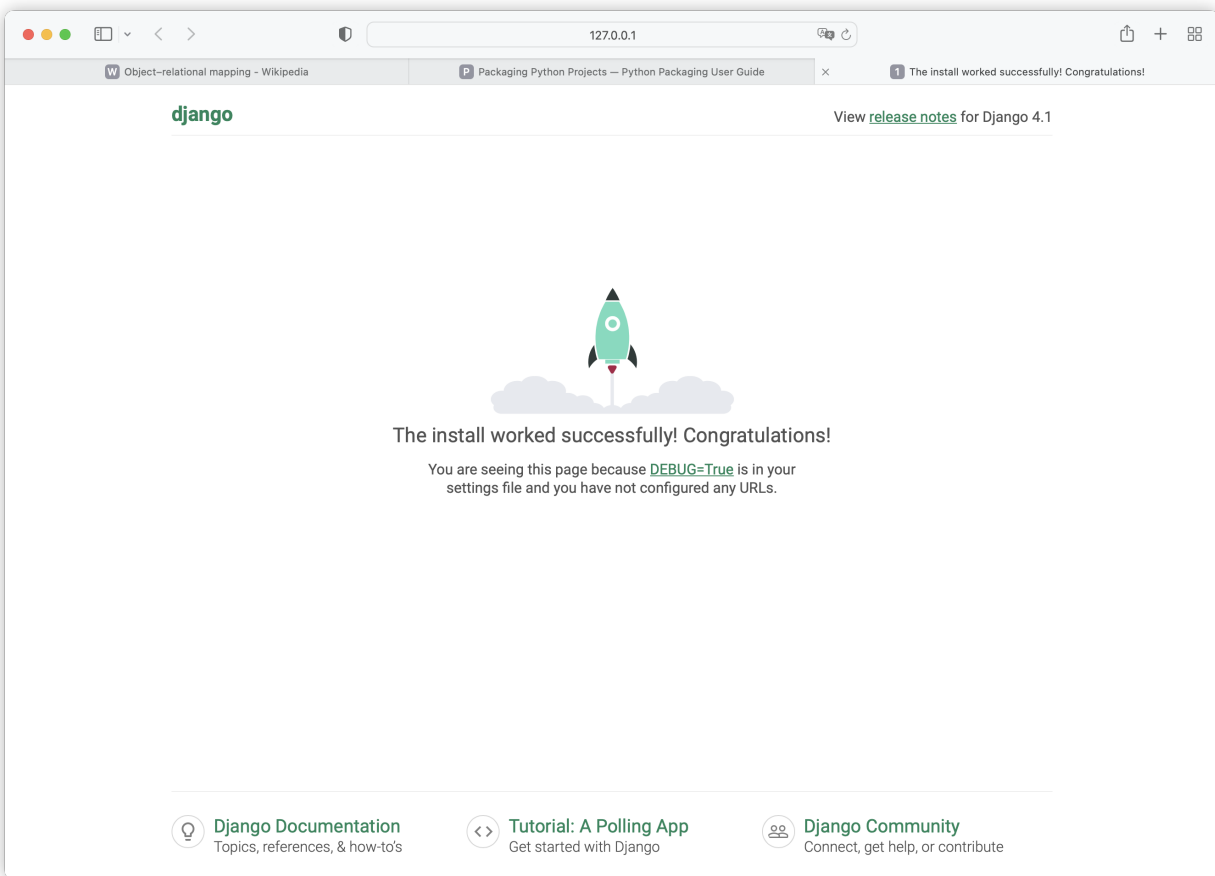 127.0.0.1
W Object–relational mapping - Wikipedia
P Packaging Python Projects — Python Packaging User Guide
1 The install worked successfully! Congratulations!
django
View release notes for Django 4.1
The install worked successfully! Congratulations!
You are seeing this page because DEBUG=True is in your
settings file and you have not configured any URLs.
Django Documentation
Topics, references, & how-to's
Tutorial: A Polling App
Get started with Django
Django Community
Connect, get help, or contribute